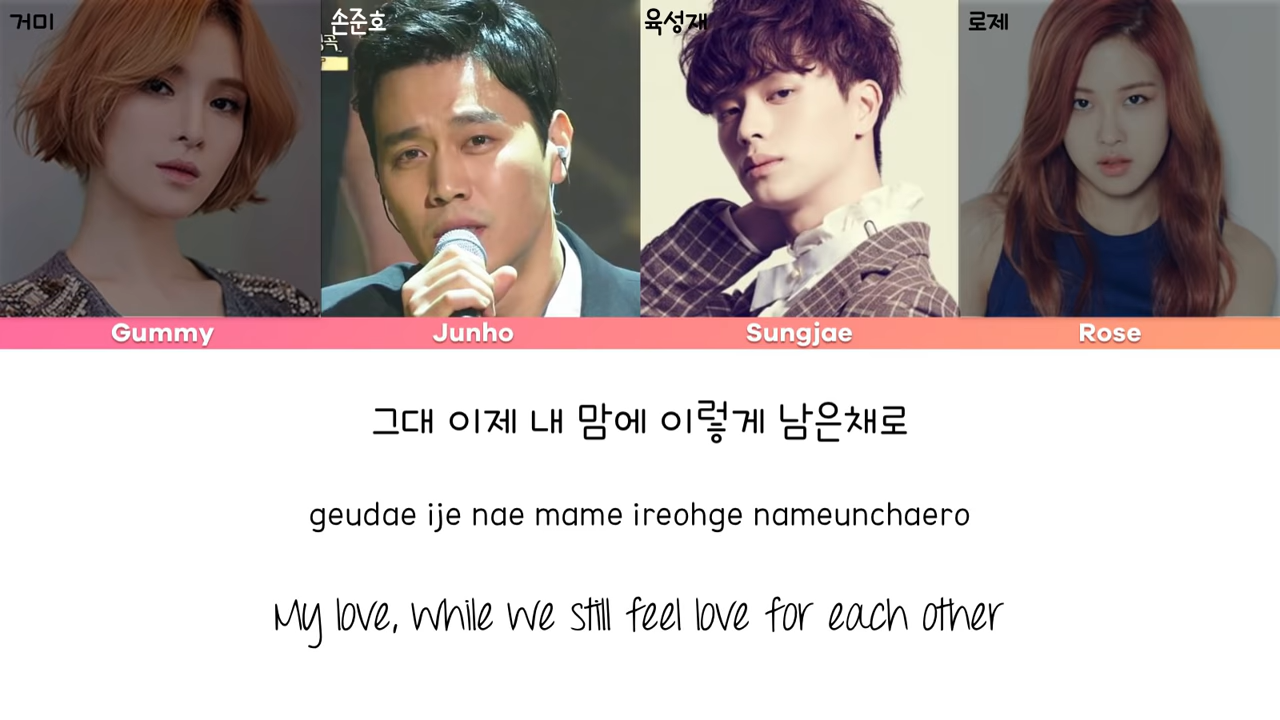 거미
손준호
육성재
로제
Gummy
Junho
Sungjae
Rose
그대 이제 내 맘에 이렇게 남은채로
geudae ije nae mame ireohge nameunchaero
My love, while we still feel love for each other